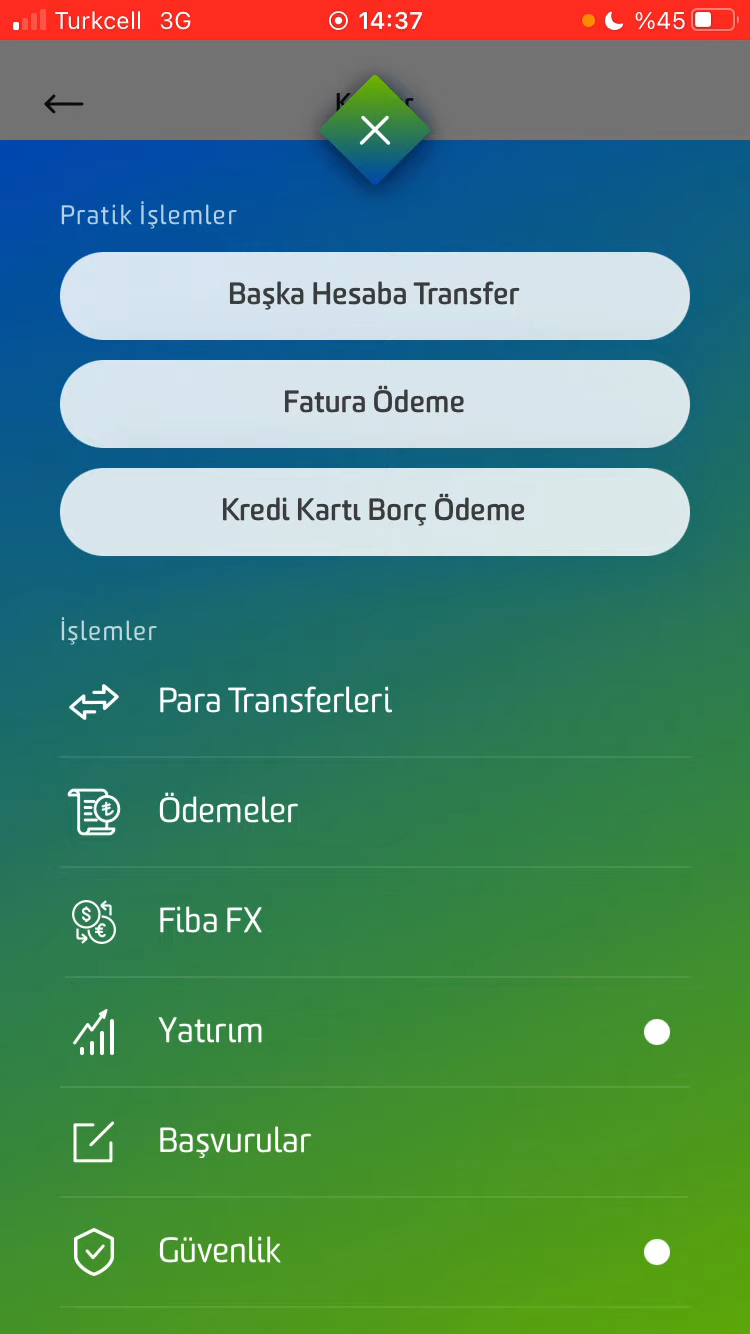 Turkcell 3G 14:37 %45
Pratik İşlemler
Başka Hesaba Transfer
Fatura Ödeme
Kredi Kartı Borç Ödeme
İşlemler
Para Transferleri
Ödemeler
Fiba FX
Yatırım
Başvurular
Güvenlik